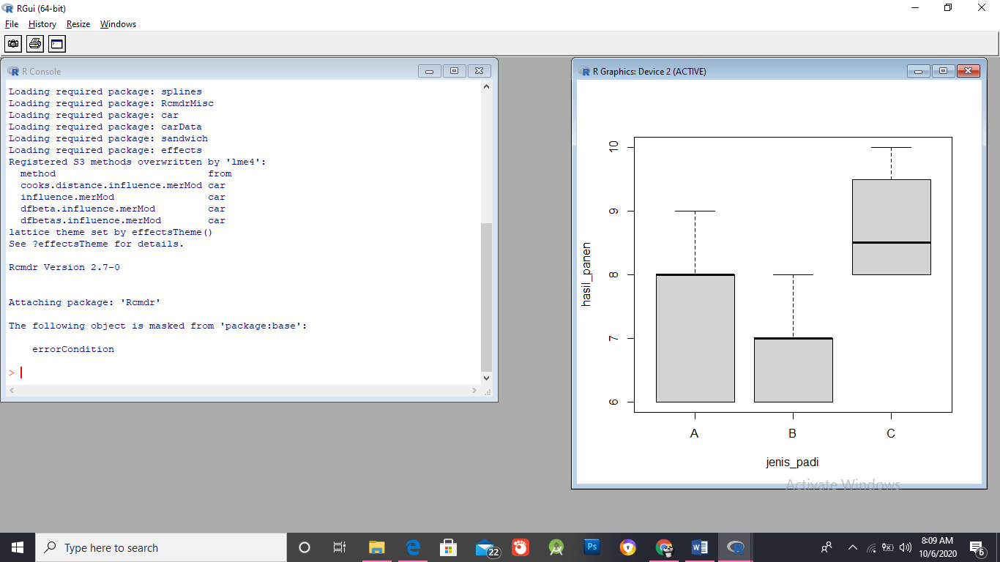 RGui (64-bit)
File History Resize Windows
R Console
Loading required package: splines
Loading required package: RcmdrMisc
Loading required package: car
Loading required package: carData
Loading required package: sandwich
Loading required package: effects
Registered S3 methods overwritten by 'lme4':
method from
cooks.distance.influence.merMod car
influence.merMod car
dfbeta.influence.merMod car
dfbetas.influence.merMod car
lattice theme set by effectsTheme()
See ?effectsTheme for details.
Rcmdr Version 2.7-0
Attaching package: 'Rcmdr'
The following object is masked from 'package:base':
errorCondition
>
R Graphics: Device 2 (ACTIVE)
10
9
8
7
6
hasil_panen
A B C
jenis_padi
Activate Windows
Type here to search
22
Ps
8:09 AM
10/6/2020
6